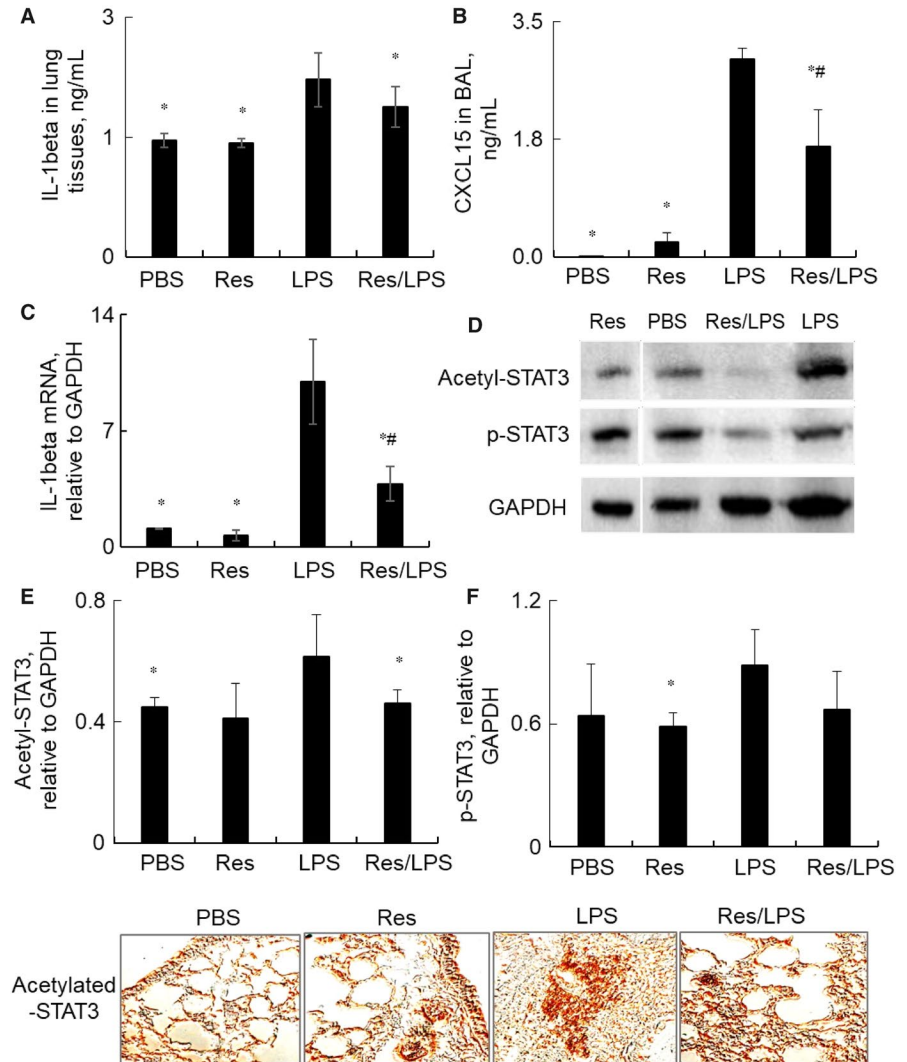 A
IL-1beta in lung
tissues, ng/mL
3
1
0
*
*
*
PBS Res LPS Res/LPS
B
CXCL15 in BAL,
ng/mL
3.5
1.8
0.0
*
*
*#
PBS Res LPS Res/LPS
C
IL-1beta mRNA,
relative to GAPDH
14
7
0
*
*
*#
PBS Res LPS Res/LPS
D
Res PBS Res/LPS LPS
Acetyl-STAT3
p-STAT3
GAPDH
E
Acetyl-STAT3,
relative to GAPDH
0.8
0.4
0
*
*
PBS Res LPS Res/LPS
F
p-STAT3, relative to
GAPDH
1.2
0.6
0
*
PBS Res LPS Res/LPS
PBS Res LPS Res/LPS
Acetylated
-STAT3